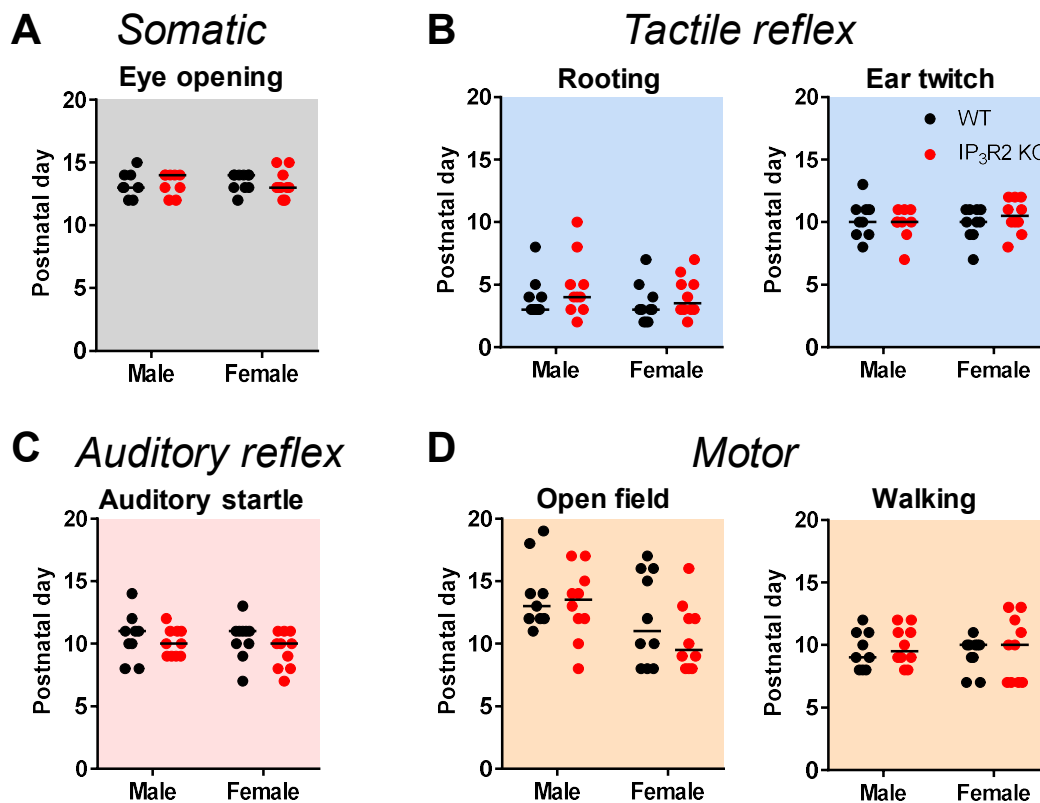 A Somatic
Eye opening
Postnatal day
20
15
10
5
0
Male Female
B Tactile reflex
Rooting
Postnatal day
20
15
10
5
0
Male Female
Ear twitch
WT
IP₃R2 KO
Postnatal day
20
15
10
5
0
Male Female
C Auditory reflex
Auditory startle
Postnatal day
20
15
10
5
0
Male Female
D Motor
Open field
Postnatal day
20
15
10
5
0
Male Female
Walking
Postnatal day
20
15
10
5
0
Male Female